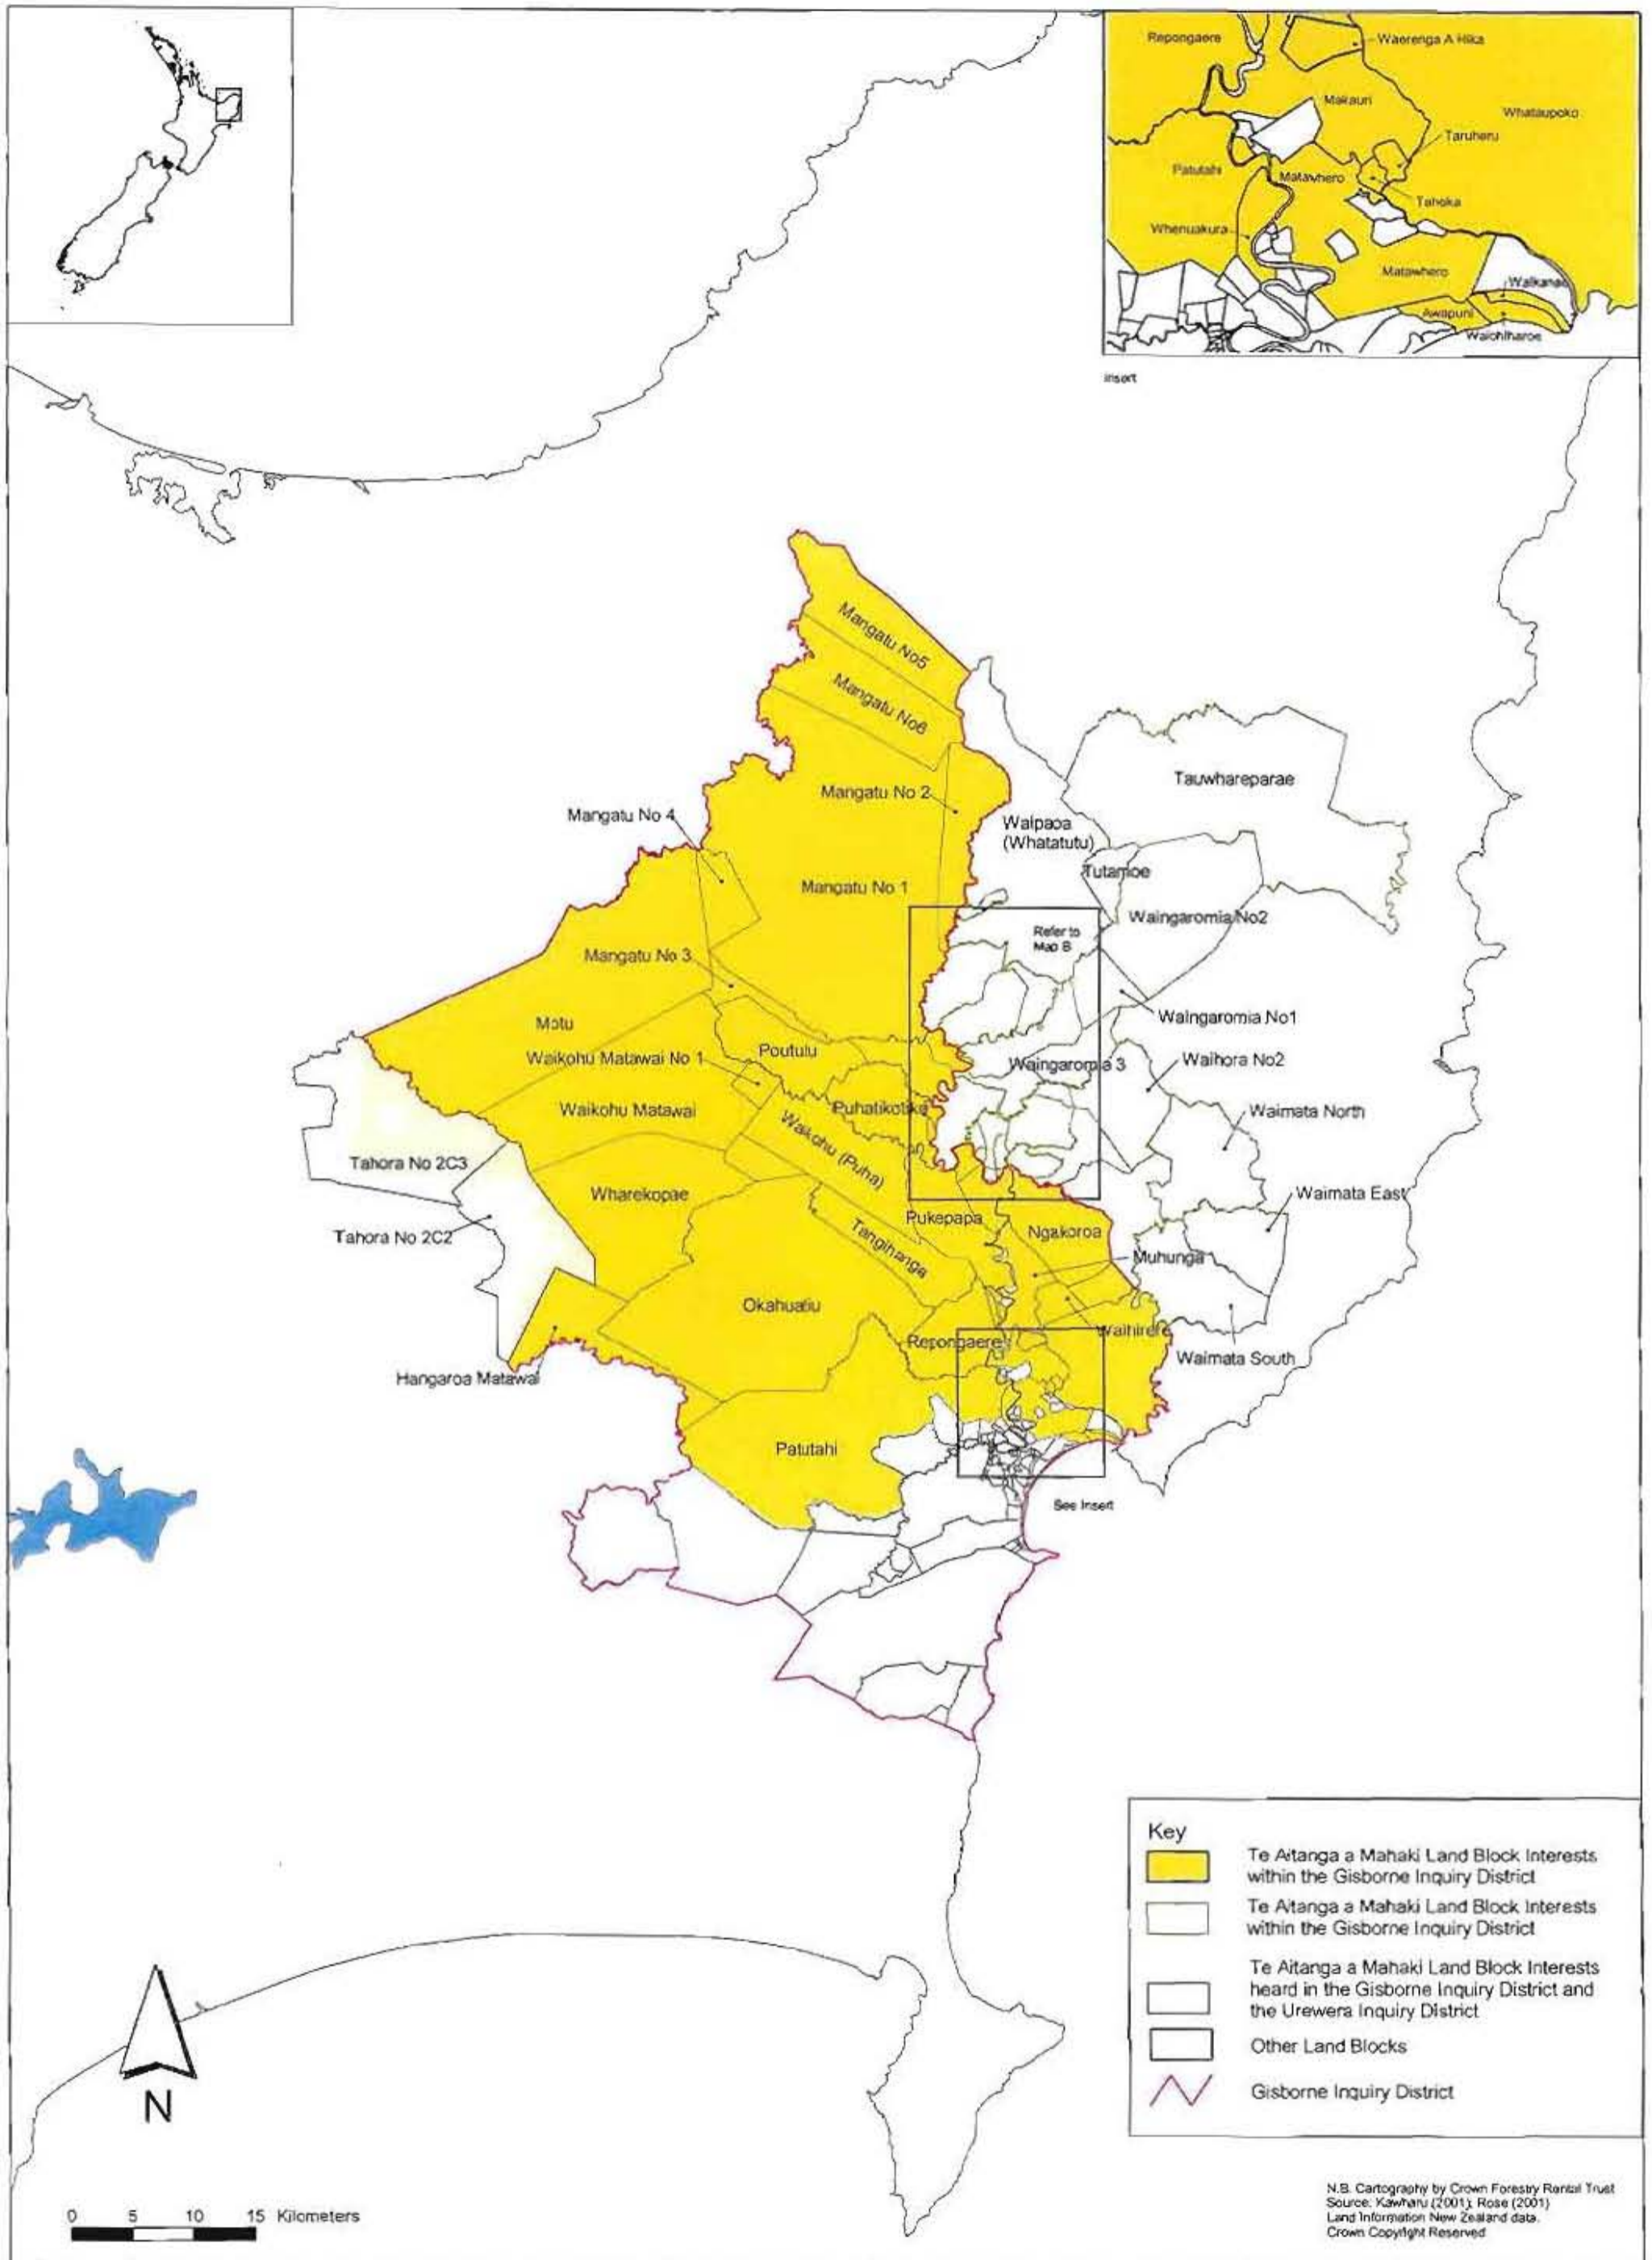 Repongaere
Waerenga A Hika
Makauri
Whataupoko
Taruheru
Patutahi
Matawhero
Tahoka
Whenuakura
Matawhero
Waikanae
Awapuni
Waiohiharoe
insert
Mangatu No5
Mangatu No6
Mangatu No 2
Tauwhareparae
Mangatu No 4
Waipaoa
(Whatatutu)
Tutamoe
Mangatu No 1
Waingaromia No2
Refer to
Map B
Mangatu No 3
Waingaromia No1
Motu
Poututu
Waikohu Matawai No 1
Waingaromia 3
Waihora No2
Waikohu Matawai
Puhatikotiko
Waimata North
Waikohu (Puha)
Tahora No 2C3
Wharekopae
Waimata East
Pukepapa
Ngakoroa
Tahora No 2C2
Tangihanga
Muhunga
Okahuatiu
Repongaere
Waihirere
Waimata South
Hangaroa Matawai
Patutahi
See Insert
Key
Te Aitanga a Mahaki Land Block Interests
within the Gisborne Inquiry District
Te Aitanga a Mahaki Land Block Interests
within the Gisborne Inquiry District
Te Aitanga a Mahaki Land Block Interests
heard in the Gisborne Inquiry District and
the Urewera Inquiry District
Other Land Blocks
Gisborne Inquiry District
N
0 5 10 15 Kilometers
N.B. Cartography by Crown Forestry Rental Trust
Source: Kawharu (2001); Rose (2001)
Land Information New Zealand data.
Crown Copyright Reserved